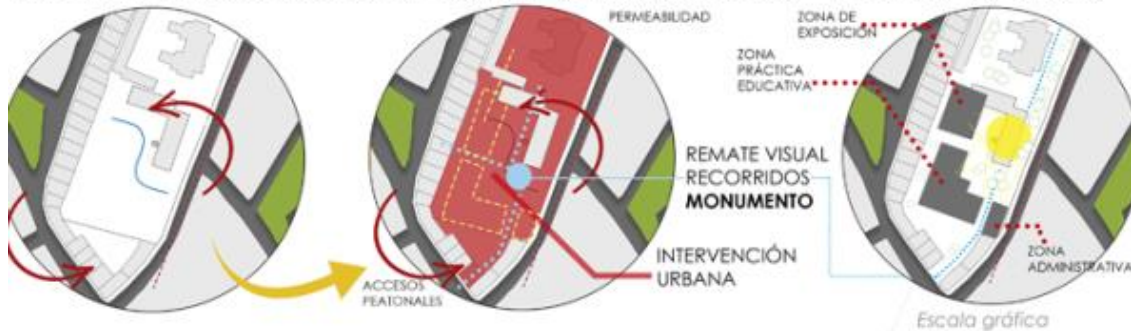 PERMEABILIDAD
ZONA DE
EXPOSICIÓN
ZONA
PRÁCTICA
EDUCATIVA
REMATE VISUAL
RECORRIDOS
MONUMENTO
INTERVENCIÓN
URBANA
ACCESOS
PEATONALES
ZONA
ADMINISTRATIVA
Escala gráfica